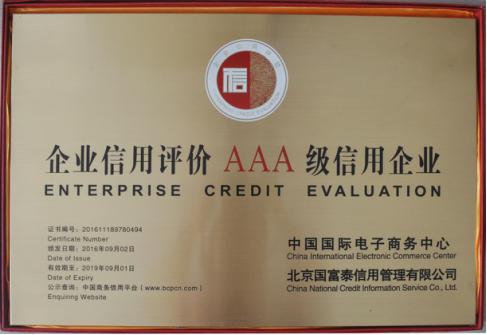 信
企业信用评价 AAA 级信用企业
ENTERPRISE CREDIT EVALUATION
证书编号：201611189780494
Certificate Number
颁发日期：2016年09月02日
Date of Issue
有效期至：2019年09月01日
Date of Expiry
公示查询：中国商务信用平台（www.bcpcn.com）
Enquiring Website
中国国际电子商务中心
China International Electronic Commerce Center
北京国富泰信用管理有限公司
China National Credit Information Service Co., Ltd.